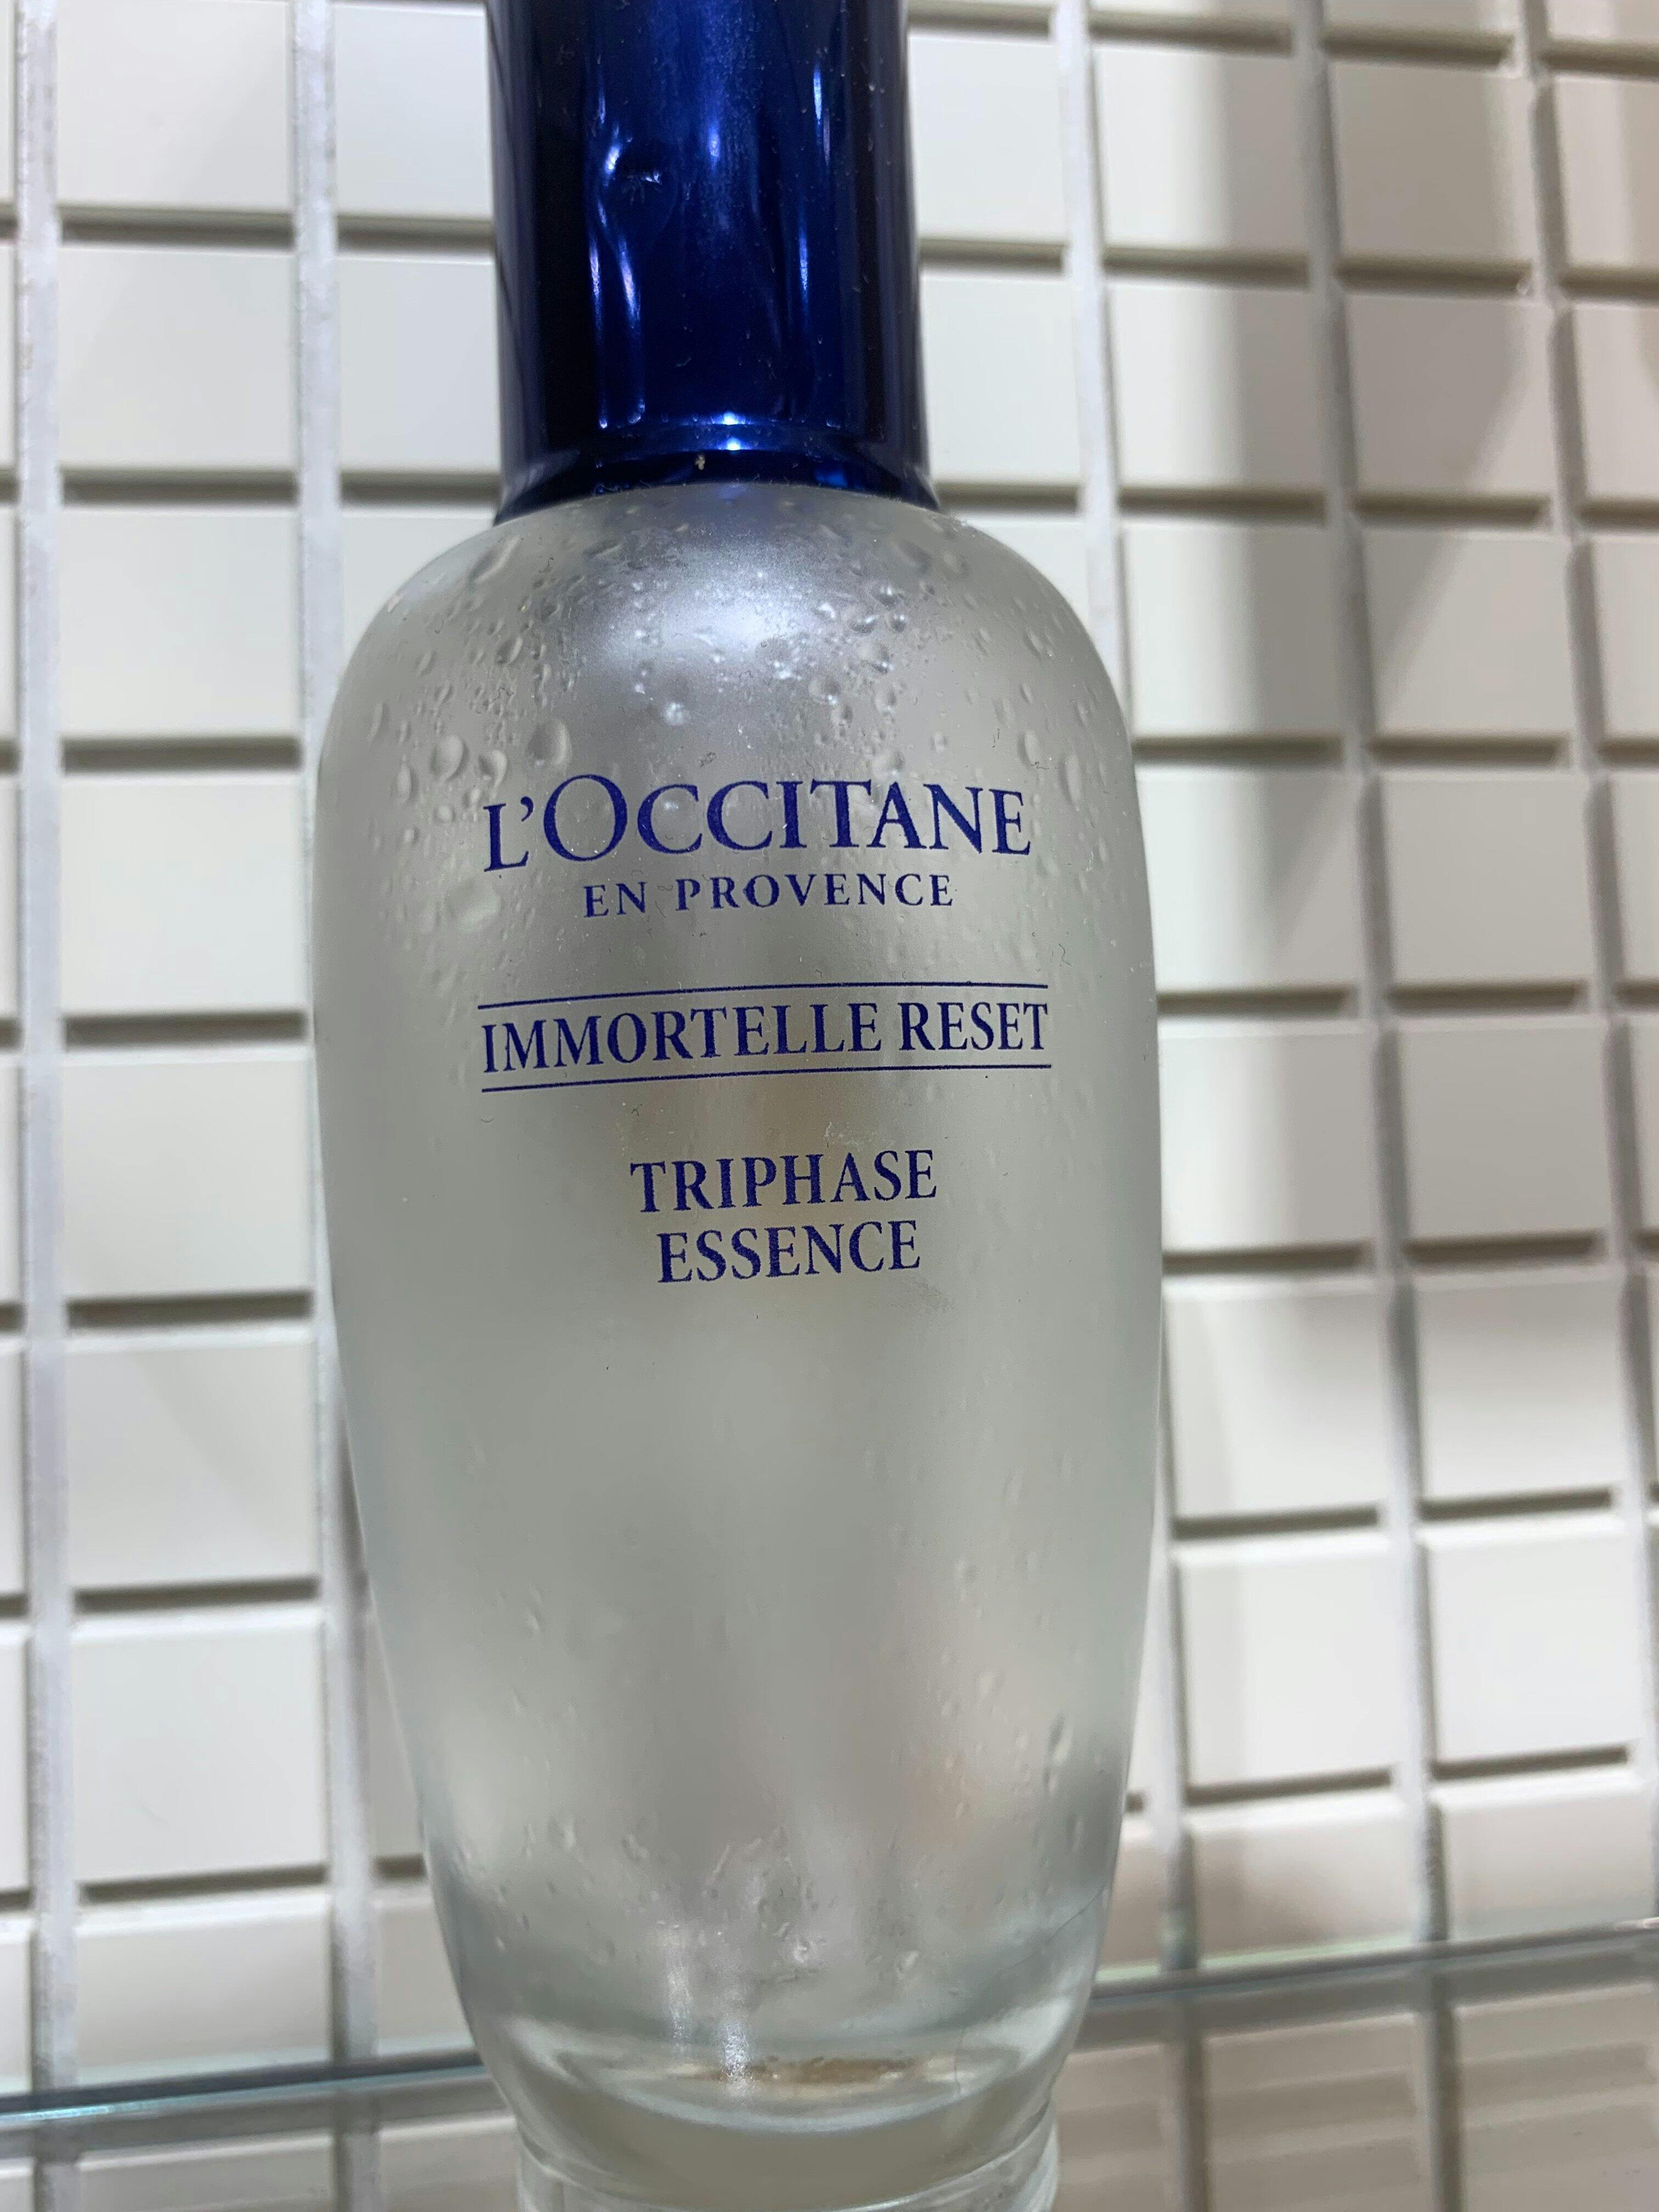 L'OCCITANE
EN PROVENCE
IMMORTELLE RESET
TRIPHASE
ESSENCE